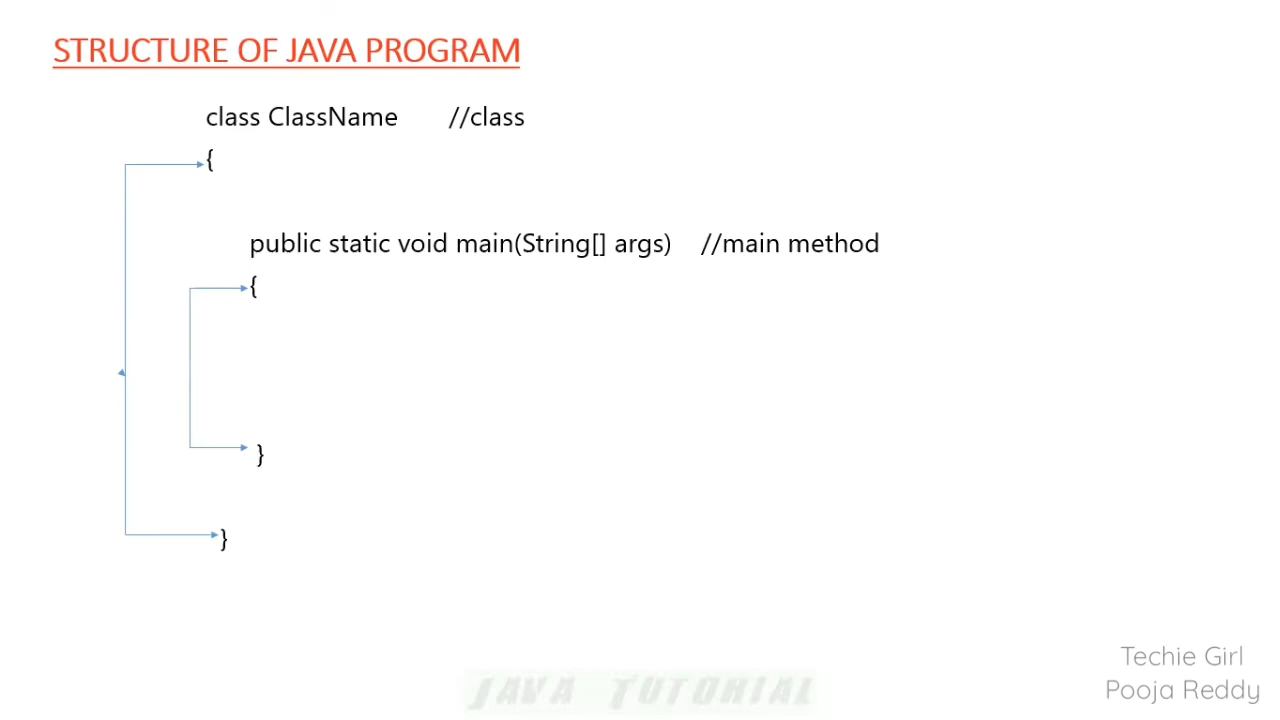 STRUCTURE OF JAVA PROGRAM
class ClassName //class
{
public static void main(String[] args) //main method
{
}
}
Techie Girl
Pooja Reddy
JAVA TUTORIAL